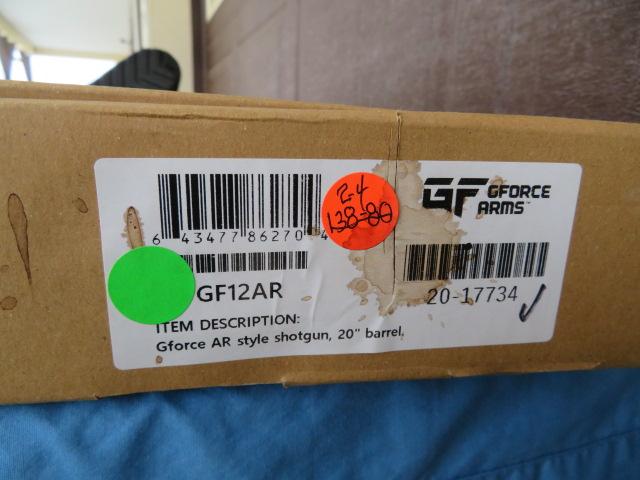 6 43477 86270 4
2-4
138-80
GF GFORCE
ARMS™
GF12AR
20-17734
ITEM DESCRIPTION:
Gforce AR style shotgun, 20" barrel.